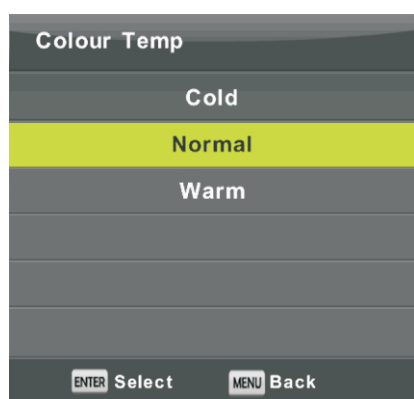 Colour Temp
Cold
Normal
Warm
ENTER Select MENU Back